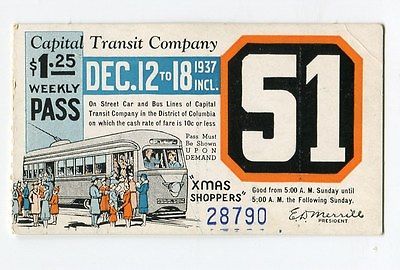 Capital Transit Company
$1.25
WEEKLY
PASS
DEC. 12 TO 18 1937 INCL.
On Street Car and Bus Lines of Capital
Transit Company in the District of Columbia
on which the cash rate of fare is 10c or less
Pass Must
Be Shown
UPON
DEMAND
"XMAS
SHOPPERS"
28790
51
Good from 5:00 A.M. Sunday until
5:00 A.M. the following Sunday.
E.D. Merrill
PRESIDENT